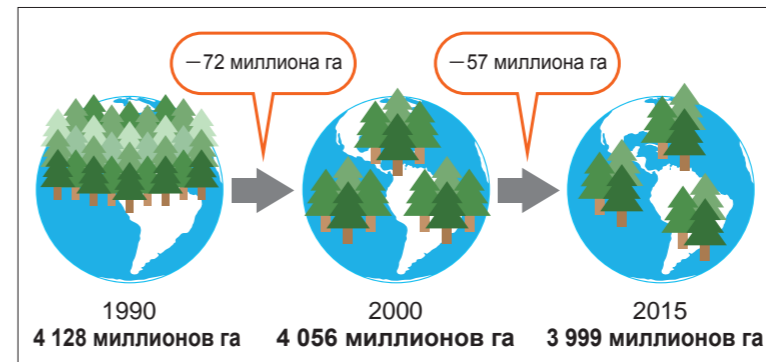 −72 миллиона га
−57 миллиона га
1990
4 128 миллионов га
2000
4 056 миллионов га
2015
3 999 миллионов га